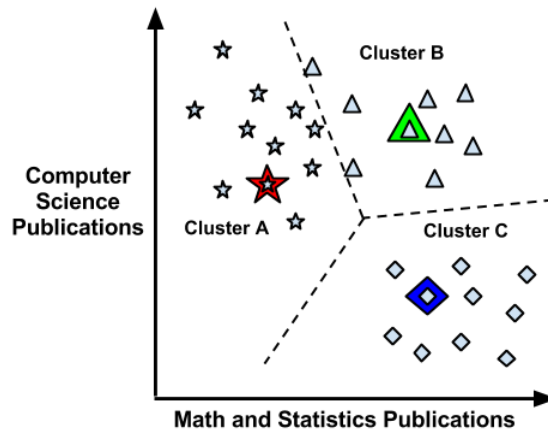 Cluster B
Computer
Science
Publications
Cluster A
Cluster C
Math and Statistics Publications